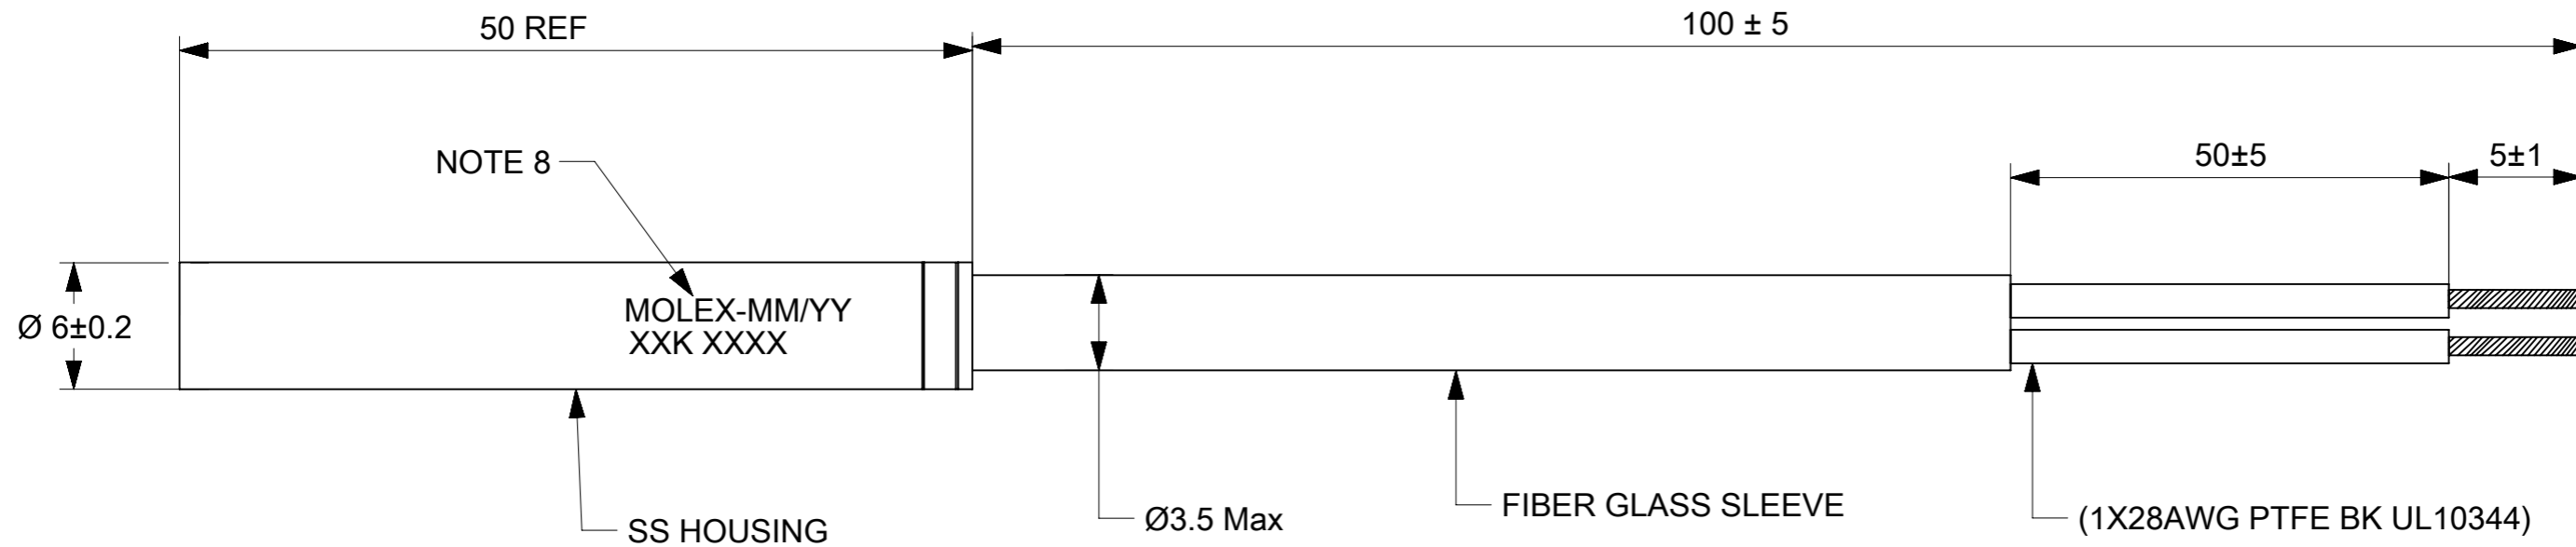 50 REF
100 ± 5
NOTE 8
50±5
5±1
MOLEX-MM/YY
XXK XXXX
Ø 6±0.2
SS HOUSING
Ø3.5 Max
FIBER GLASS SLEEVE
(1X28AWG PTFE BK UL10344)